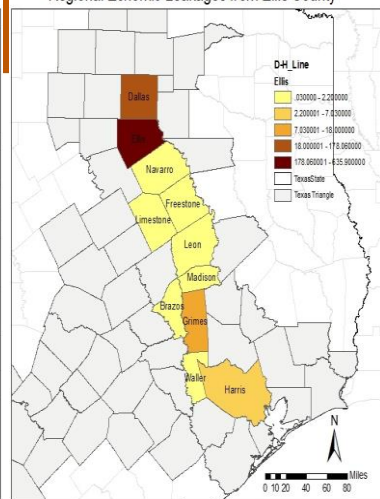 Regional Economic Leakages from Ellis County
D-H_Line
Ellis
.030000 - 2.200000
2.200001 - 7.030000
7.030001 - 18.000000
18.000001 - 178.060000
178.060001 - 635.900000
TexasState
Texas Triangle
Dallas
Ellis
Navarro
Freestone
Limestone
Leon
Madison
Brazos
Grimes
Waller
Harris
N
Miles
0 10 20 40 60 80